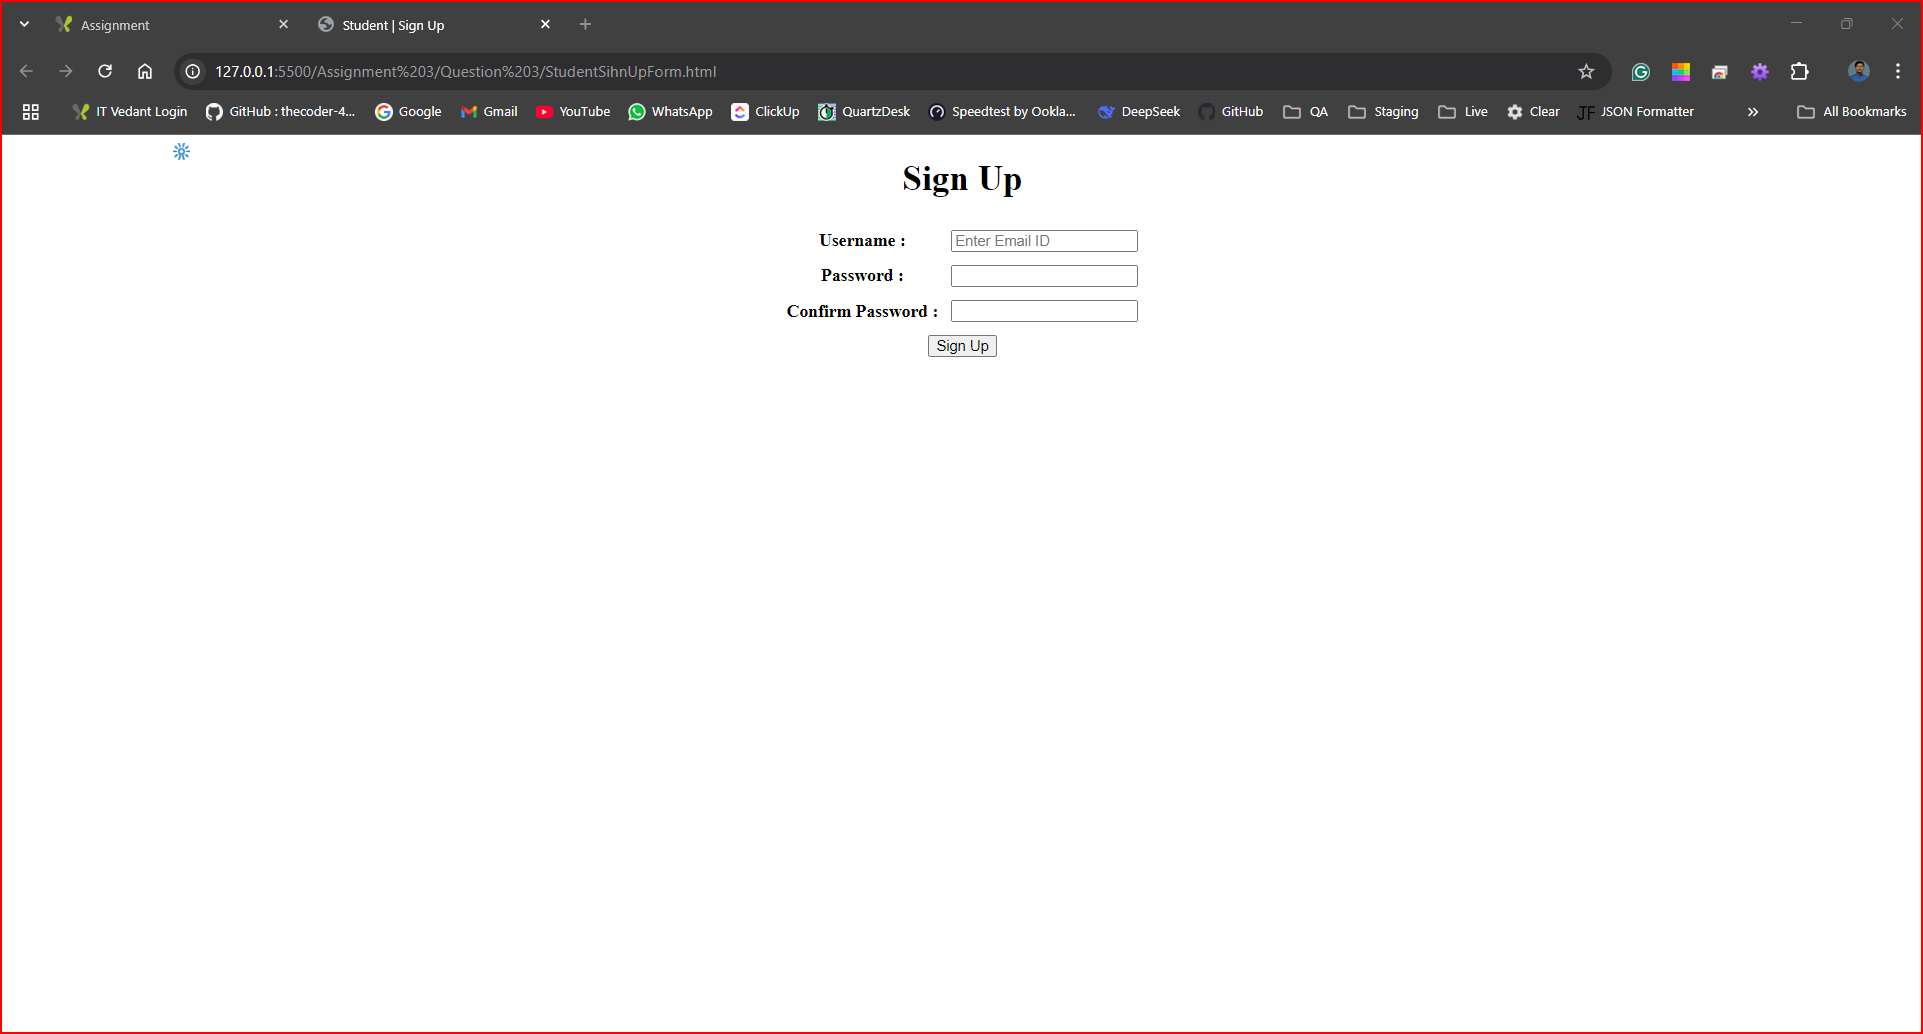 Assignment
Student | Sign Up
127.0.0.1:5500/Assignment%203/Question%203/StudentSihnUpForm.html
IT Vedant Login GitHub : thecoder-4... Google Gmail YouTube WhatsApp ClickUp QuartzDesk Speedtest by Ookla... DeepSeek GitHub QA Staging Live Clear JF JSON Formatter » All Bookmarks
Sign Up
Username : Enter Email ID
Password :
Confirm Password :
Sign Up